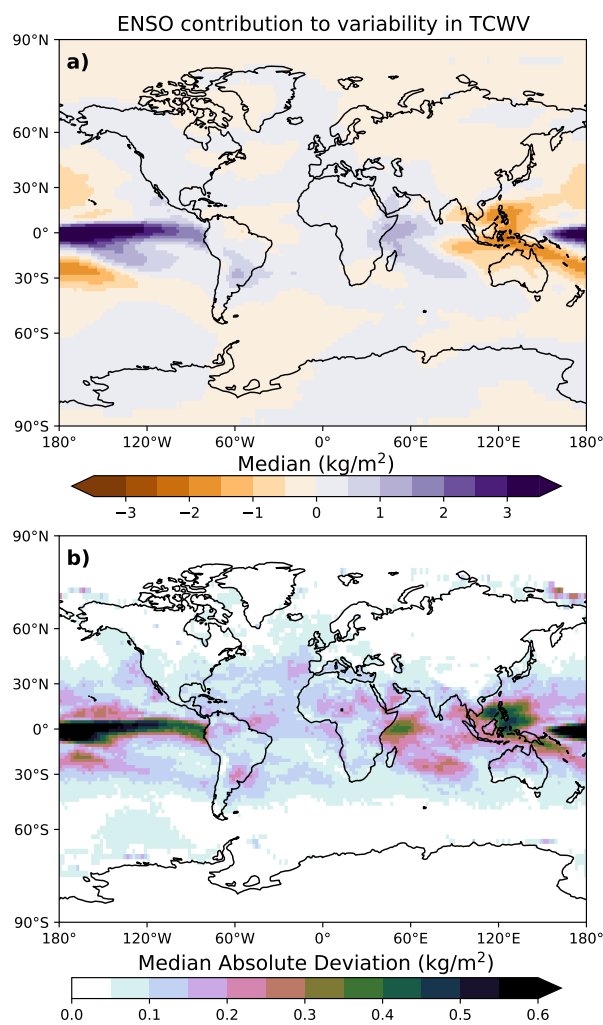 ENSO contribution to variability in TCWV
90°N
a)
60°N
30°N
0°
30°S
60°S
90°S
180° 120°W 60°W 0° 60°E 120°E 180°
Median (kg/m²)
−3 −2 −1 0 1 2 3
90°N
b)
60°N
30°N
0°
30°S
60°S
90°S
180° 120°W 60°W 0° 60°E 120°E 180°
Median Absolute Deviation (kg/m²)
0.0 0.1 0.2 0.3 0.4 0.5 0.6